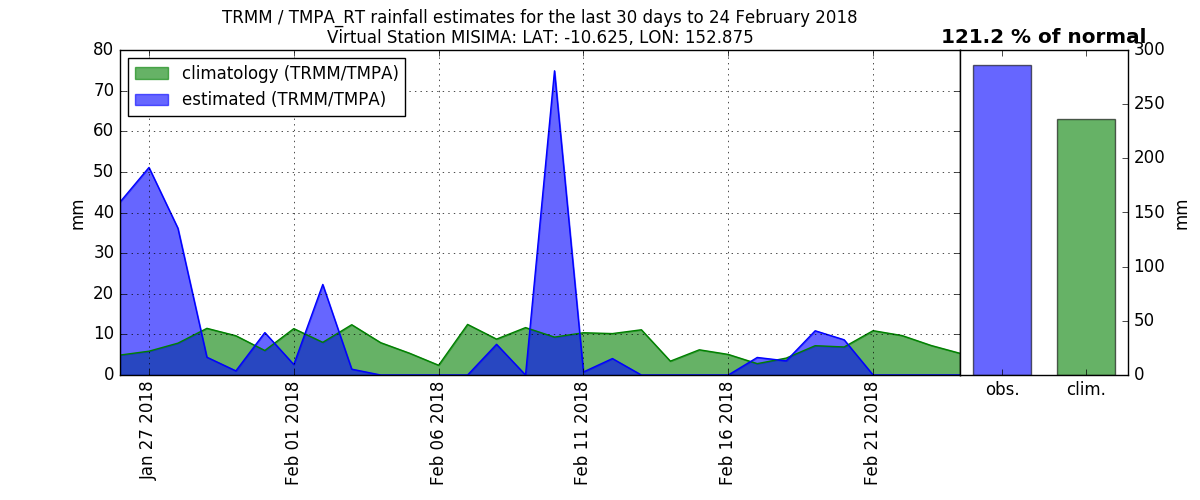 TRMM / TMPA_RT rainfall estimates for the last 30 days to 24 February 2018
Virtual Station MISIMA: LAT: -10.625, LON: 152.875
121.2 % of normal
climatology (TRMM/TMPA)
estimated (TRMM/TMPA)
mm
80
70
60
50
40
30
20
10
0
Jan 27 2018
Feb 01 2018
Feb 06 2018
Feb 11 2018
Feb 16 2018
Feb 21 2018
obs.
clim.
300
250
200
150
100
50
0
mm